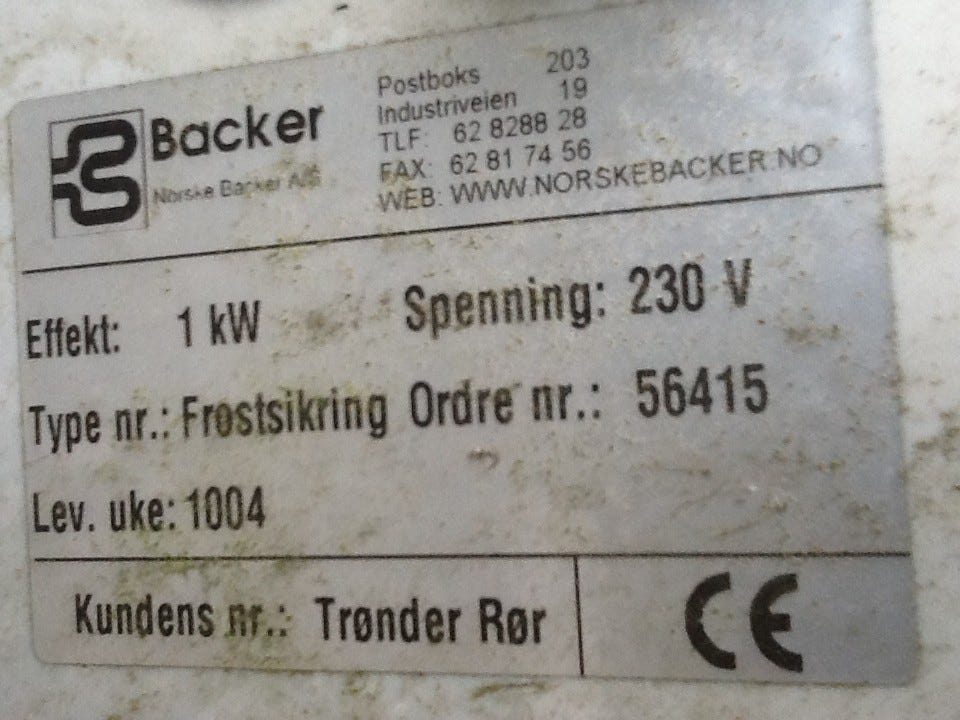 Backer
Norske Backer A/S
Postboks 203
Industriveien 19
TLF: 62 8288 28
FAX: 62 81 74 56
WEB: WWW.NORSKEBACKER.NO
Effekt: 1 kW Spenning: 230 V
Type nr.: Frostsikring Ordre nr.: 56415
Lev. uke: 1004
Kundens nr.: Trønder Rør
CE